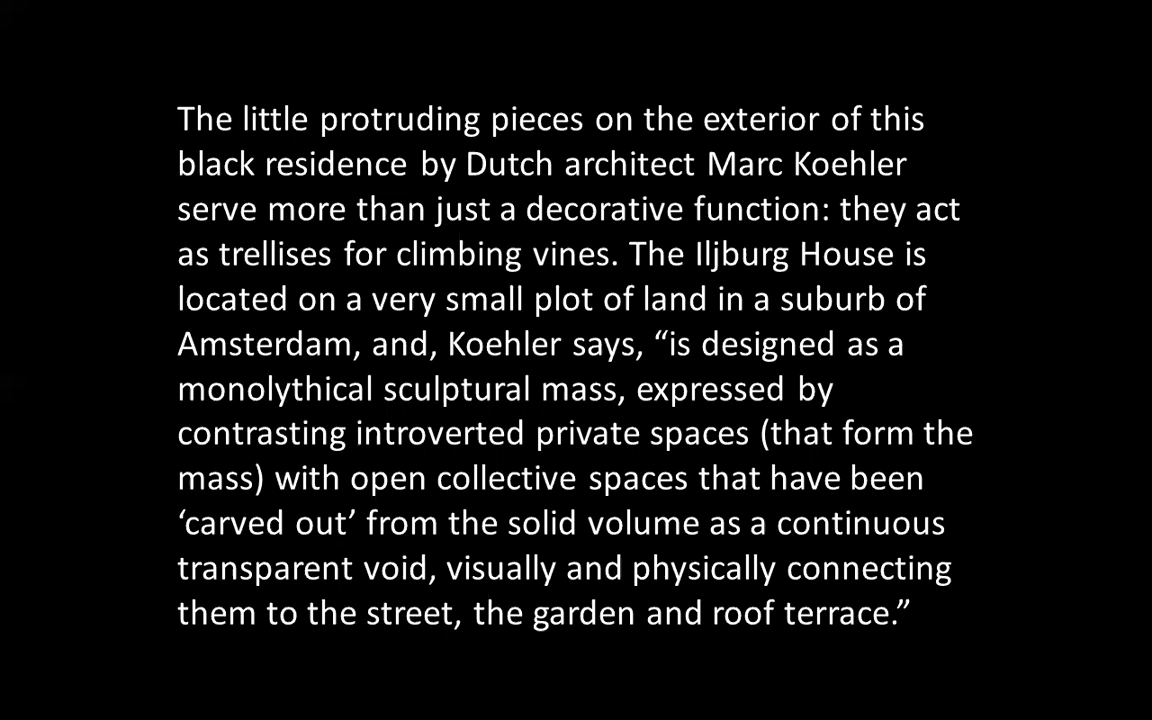 The little protruding pieces on the exterior of this
black residence by Dutch architect Marc Koehler
serve more than just a decorative function: they act
as trellises for climbing vines. The Iljburg House is
located on a very small plot of land in a suburb of
Amsterdam, and, Koehler says, “is designed as a
monolythical sculptural mass, expressed by
contrasting introverted private spaces (that form the
mass) with open collective spaces that have been
‘carved out’ from the solid volume as a continuous
transparent void, visually and physically connecting
them to the street, the garden and roof terrace.”